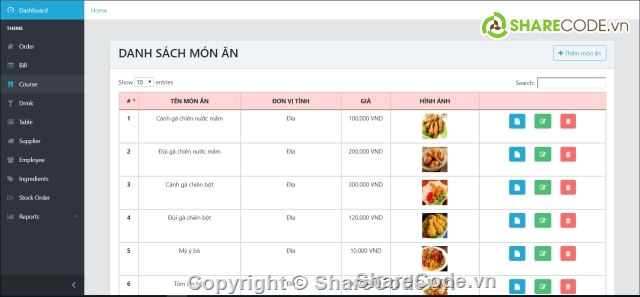 Dashboard
Home
SHARECODE.vn
THEME
Order
Bill
Course
Drink
Table
Supplier
Employee
Ingredients
Stock Order
Reports
DANH SÁCH MÓN ĂN
Thêm món ăn
Show 10 entries
Search:
# TÊN MÓN ĂN ĐƠN VỊ TÍNH GIÁ HÌNH ẢNH
1 Cánh gà chiên nước mắm Đĩa 100,000 VND
2 Đùi gà chiên nước mắm Đĩa 200,000 VND
3 Cánh gà chiên bột Đĩa 300,000 VND
4 Đùi gà chiên bột Đĩa 120,000 VND
5 Mỳ ý bò Đĩa 10,000 VND
6 Đĩa VND
Copyright © ShareCode.vn
ShareCode.vn